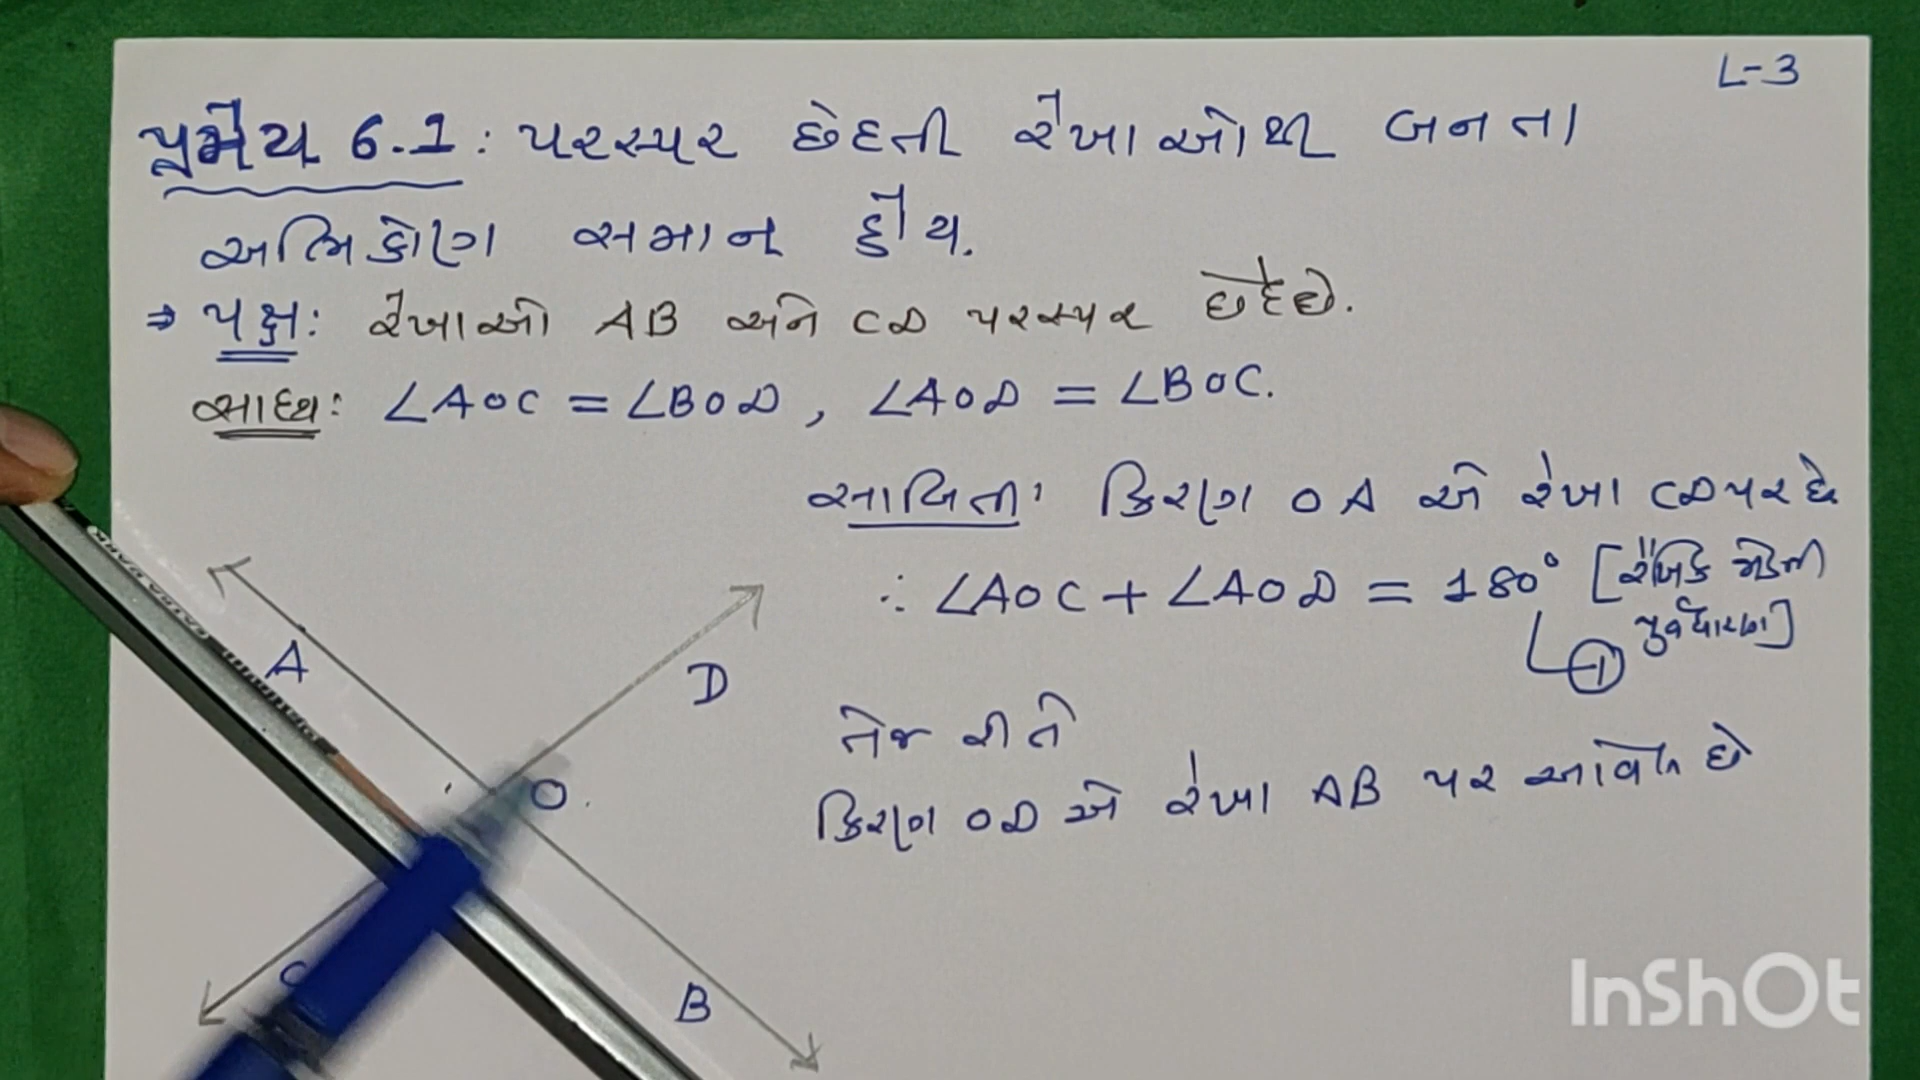 L-3
પ્રમેય 6.1 : પરસ્પર છેદતી રેખાઓથી બનતા
અભિકોણ સમાન હોય.
⇒ પક્ષ: રેખાઓ AB અને CD પરસ્પર છેદે છે.
સાધ્ય: ∠AOC = ∠BOD, ∠AOD = ∠BOC.
સાબિતી: કિરણ OA એ રેખા CD પર છે
∴ ∠AOC + ∠AOD = 180° [રૈખિક જોડની
પુર્વધારણા]
①
તેજ રીતે
કિરણ OD એ રેખા AB પર આવેલ છે
A
D
O
C
B
InShOt